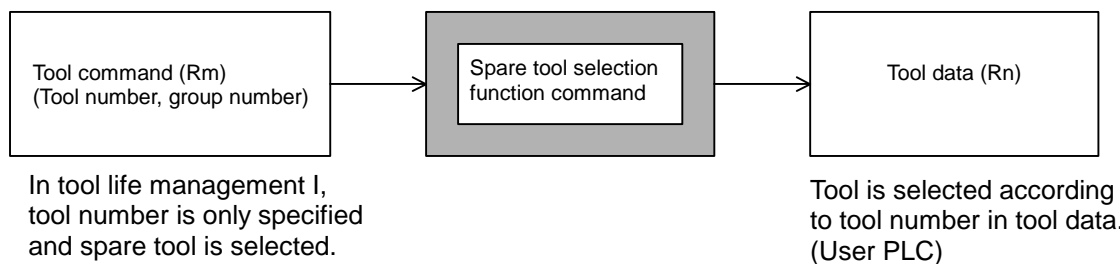 Tool command (Rm)
(Tool number, group number)
Spare tool selection
function command
Tool data (Rn)
In tool life management I,
tool number is only specified
and spare tool is selected.
Tool is selected according
to tool number in tool data.
(User PLC)